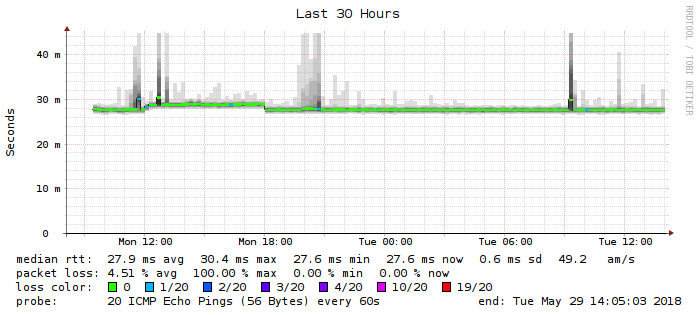 Last 30 Hours
RRDTOOL / TOBI OETIKER
Seconds
40 m
30 m
20 m
10 m
0
Mon 12:00 Mon 18:00 Tue 00:00 Tue 06:00 Tue 12:00
median rtt: 27.9 ms avg 30.4 ms max 27.6 ms min 27.6 ms now 0.6 ms sd 49.2 am/s
packet loss: 4.51 % avg 100.00 % max 0.00 % min 0.00 % now
loss color: 0 1/20 2/20 3/20 4/20 10/20 19/20
probe: 20 ICMP Echo Pings (56 Bytes) every 60s end: Tue May 29 14:05:03 2018